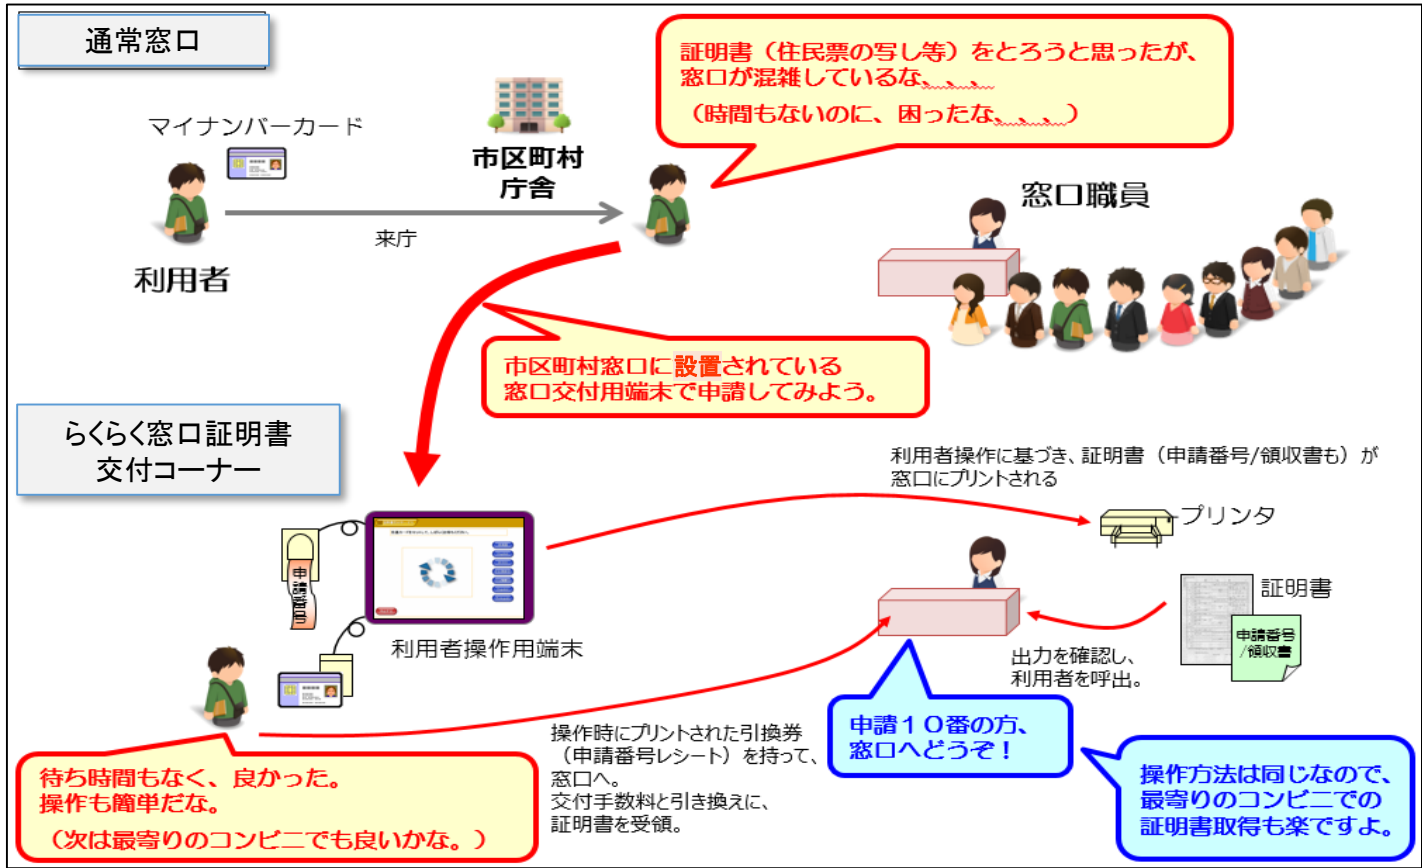 通常窓口
証明書（住民票の写し等）をとろうと思ったが、
窓口が混雑しているな、、、
（時間もないのに、困ったな、、、）
マイナンバーカード
市区町村
庁舎
窓口職員
来庁
利用者
市区町村窓口に設置されている
窓口交付用端末で申請してみよう。
らくらく窓口証明書
交付コーナー
利用者操作に基づき、証明書（申請番号/領収書も）が
窓口にプリントされる
プリンタ
申請番号
利用者操作用端末
証明書
申請番号
/領収書
出力を確認し、
利用者を呼出。
操作時にプリントされた引換券
（申請番号レシート）を持って、
窓口へ。
交付手数料と引き換えに、
証明書を受領。
申請１０番の方、
窓口へどうぞ！
待ち時間もなく、良かった。
操作も簡単だな。
（次は最寄りのコンビニでも良いかな。）
操作方法は同じなので、
最寄りのコンビニでの
証明書取得も楽ですよ。